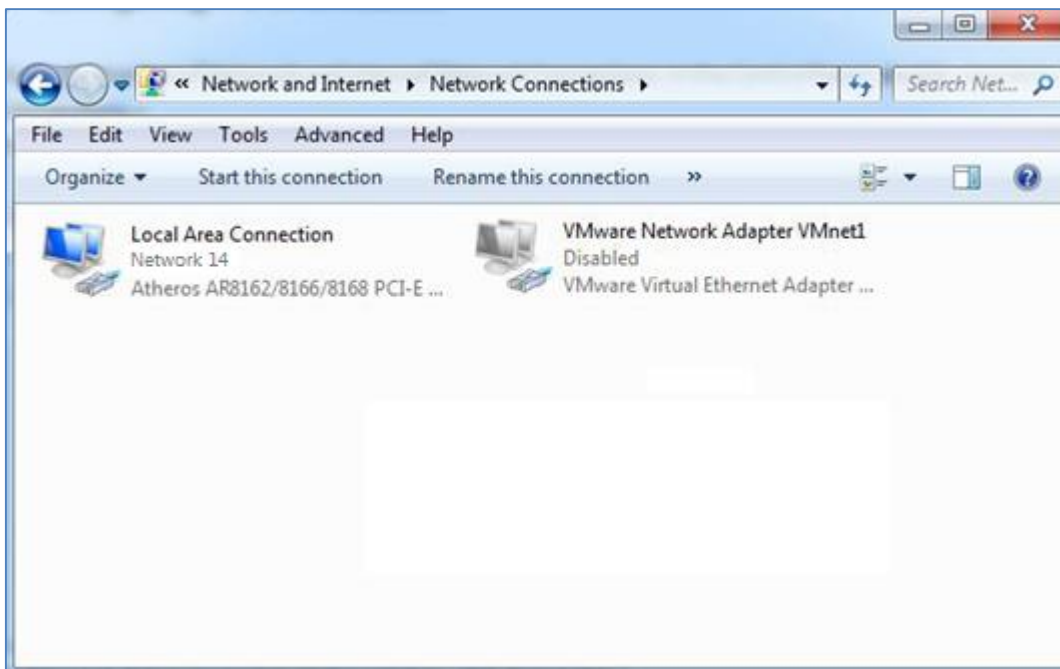 « Network and Internet ▸ Network Connections ▸ Search Net...
File Edit View Tools Advanced Help
Organize Start this connection Rename this connection »
Local Area Connection
Network 14
Atheros AR8162/8166/8168 PCI-E ...
VMware Network Adapter VMnet1
Disabled
VMware Virtual Ethernet Adapter ...